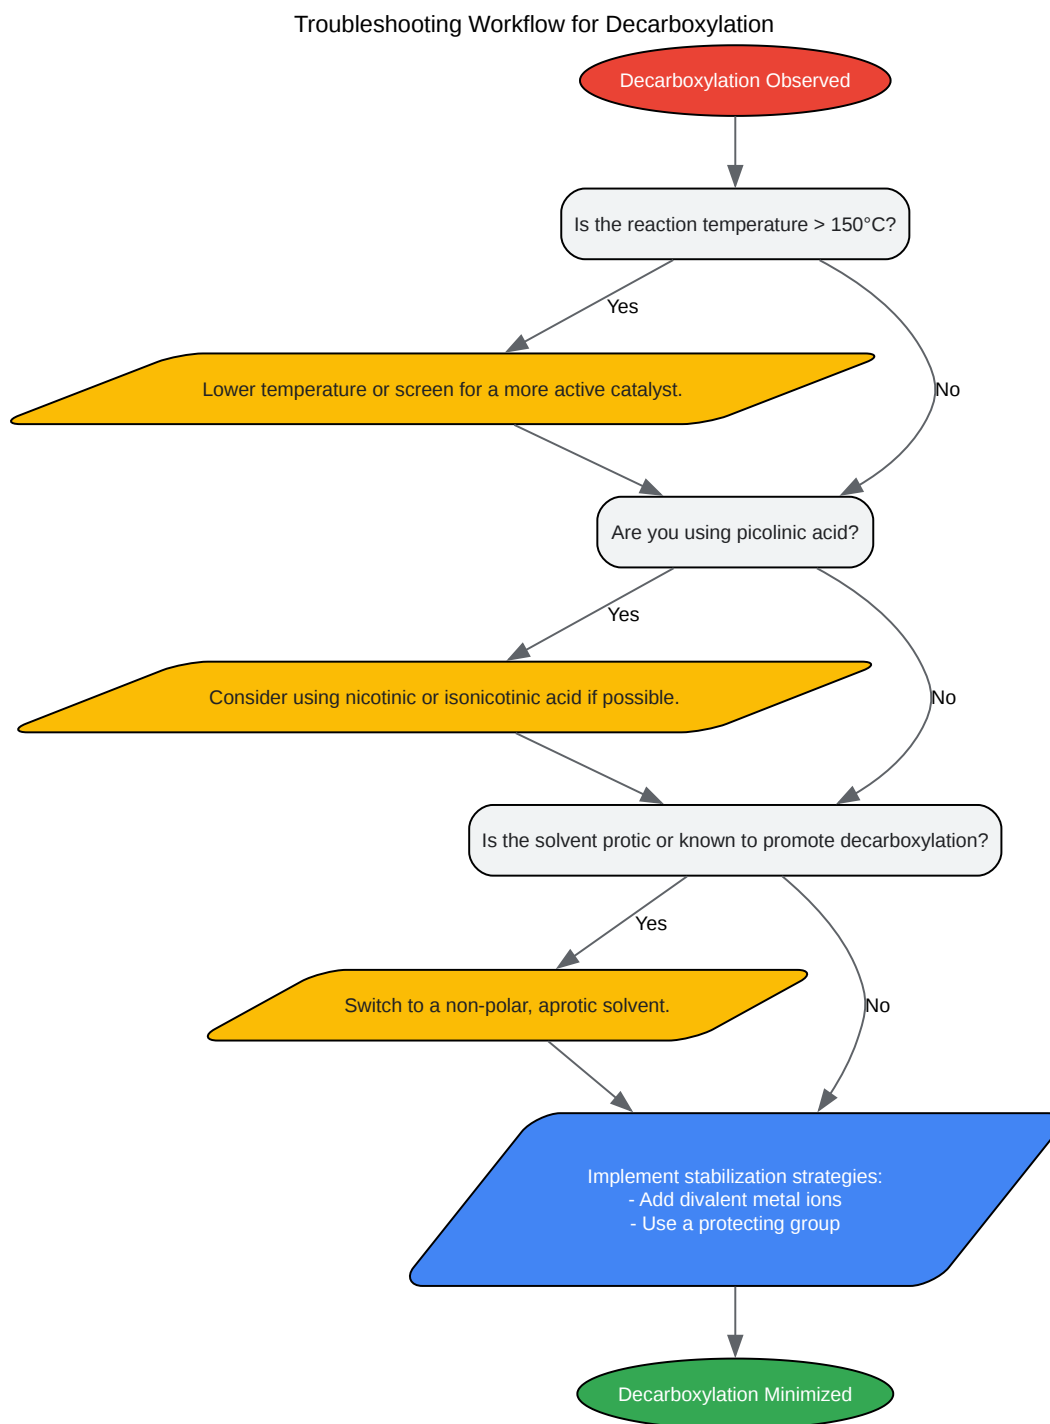 Troubleshooting Workflow for Decarboxylation
Decarboxylation Observed
Is the reaction temperature > 150°C?
Yes
Lower temperature or screen for a more active catalyst.
No
Are you using picolinic acid?
Yes
Consider using nicotinic or isonicotinic acid if possible.
No
Is the solvent protic or known to promote decarboxylation?
Yes
Switch to a non-polar, aprotic solvent.
No
Implement stabilization strategies:
- Add divalent metal ions
- Use a protecting group
Decarboxylation Minimized